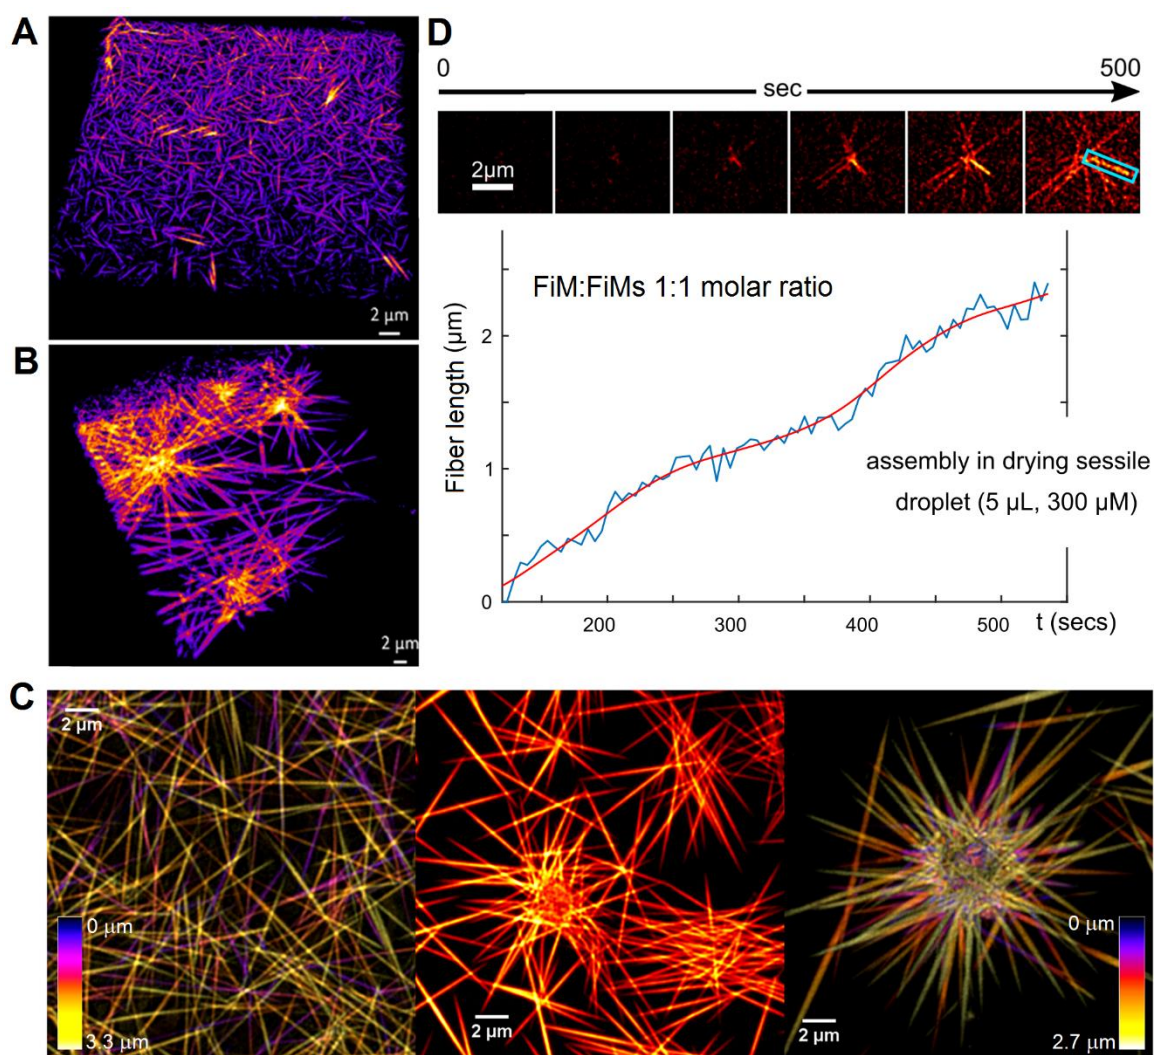 A
2 μm
B
2 μm
D
0
500
sec
2μm
FiM:FiMs 1:1 molar ratio
Fiber length (μm)
2
1
0
assembly in drying sessile
droplet (5 μL, 300 μM)
200
300
400
500
t (secs)
C
2 μm
0 μm
3.3 μm
2 μm
2 μm
0 μm
2.7 μm